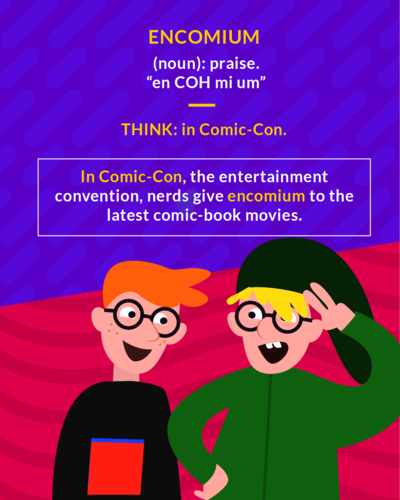 ENCOMIUM
(noun): praise.
“en COH mi um”
THINK: in Comic-Con.
In Comic-Con, the entertainment
convention, nerds give encomium to the
latest comic-book movies.